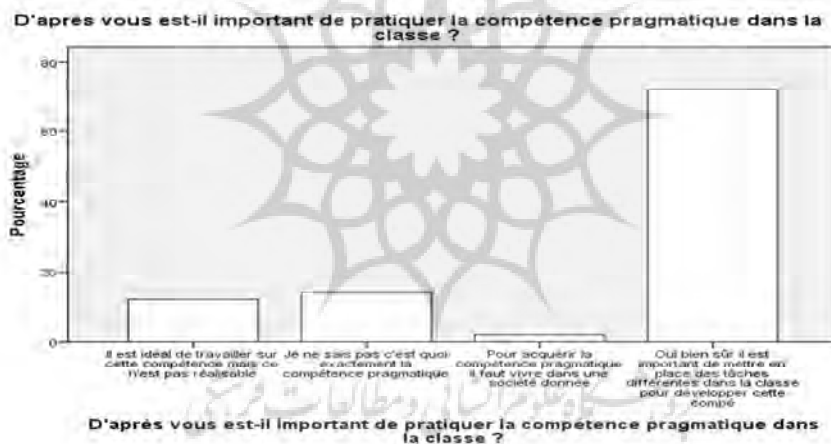 D'après vous est-il important de pratiquer la compétence pragmatique dans la
classe ?
80
60
40
20
0
Pourcentage
Il est idéal de travailler sur
cette compétence mais ce
n'est pas réalisable
Je ne sais pas c'est quoi
exactement la
compétence pragmatique
Pour acquérir la
compétence pragmatique
il faut vivre dans une
société donnée
Oui bien sûr il est
important de mettre en
place des tâches
différentes dans la classe
pour développer cette
compé
D'après vous est-il important de pratiquer la compétence pragmatique dans
la classe ?